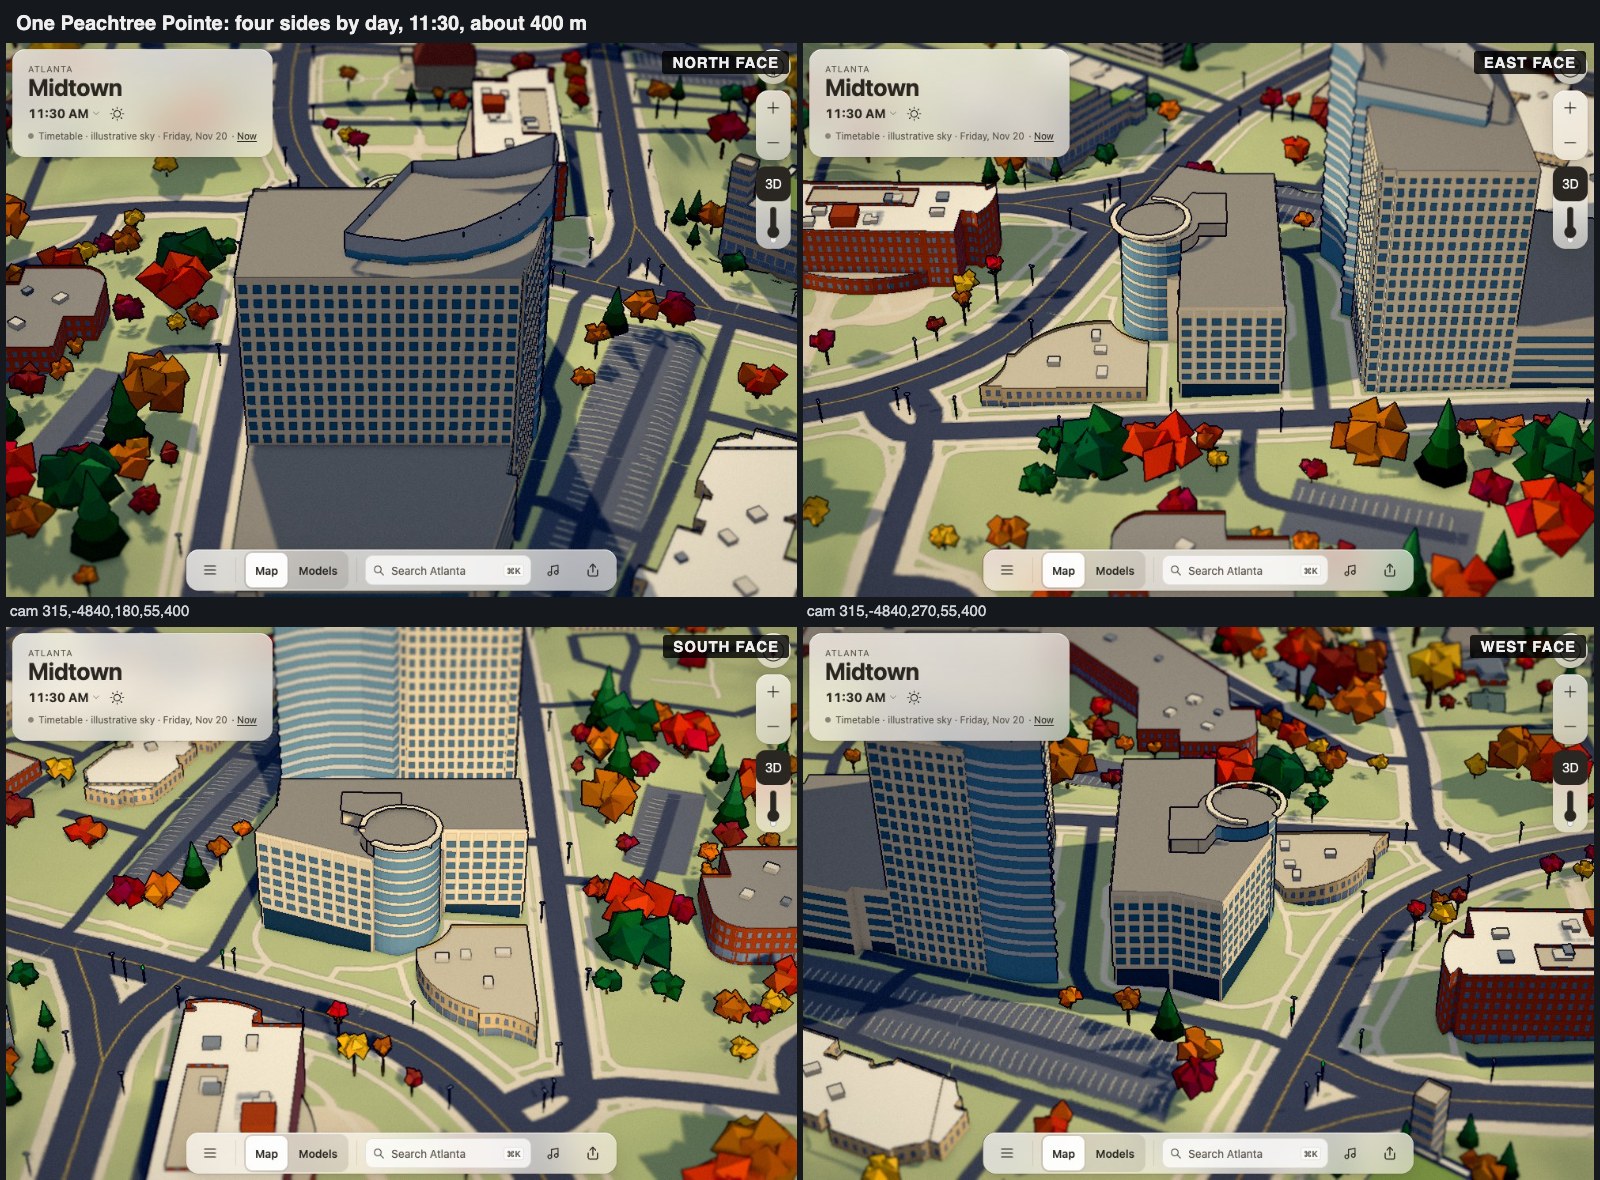 One Peachtree Pointe: four sides by day, 11:30, about 400 m
NORTH FACE
ATLANTA
Midtown
11:30 AM
Timetable · illustrative sky · Friday, Nov 20 · Now
+
−
3D
Map
Models
Search Atlanta
⌘K
cam 315,-4840,180,55,400
EAST FACE
ATLANTA
Midtown
11:30 AM
Timetable · illustrative sky · Friday, Nov 20 · Now
+
−
3D
Map
Models
Search Atlanta
⌘K
cam 315,-4840,270,55,400
SOUTH FACE
ATLANTA
Midtown
11:30 AM
Timetable · illustrative sky · Friday, Nov 20 · Now
+
−
3D
Map
Models
Search Atlanta
⌘K
WEST FACE
ATLANTA
Midtown
11:30 AM
Timetable · illustrative sky · Friday, Nov 20 · Now
+
−
3D
Map
Models
Search Atlanta
⌘K